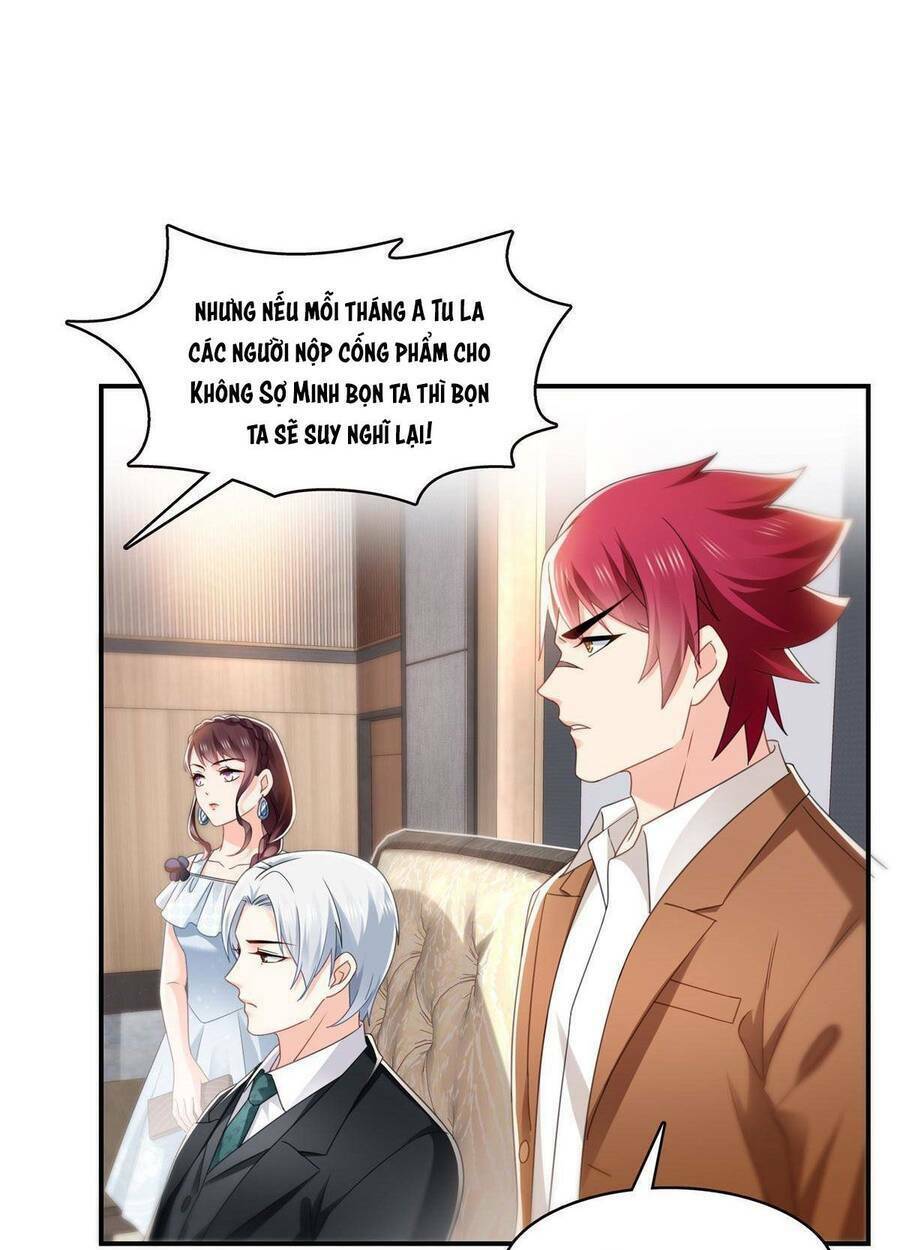 NHƯNG NẾU MỖI THÁNG A TU LA
CÁC NGƯỜI NỘP CỐNG PHẨM CHO
KHÔNG SỢ MINH BỌN TA THÌ BỌN
TA SẼ SUY NGHĨ LẠI!